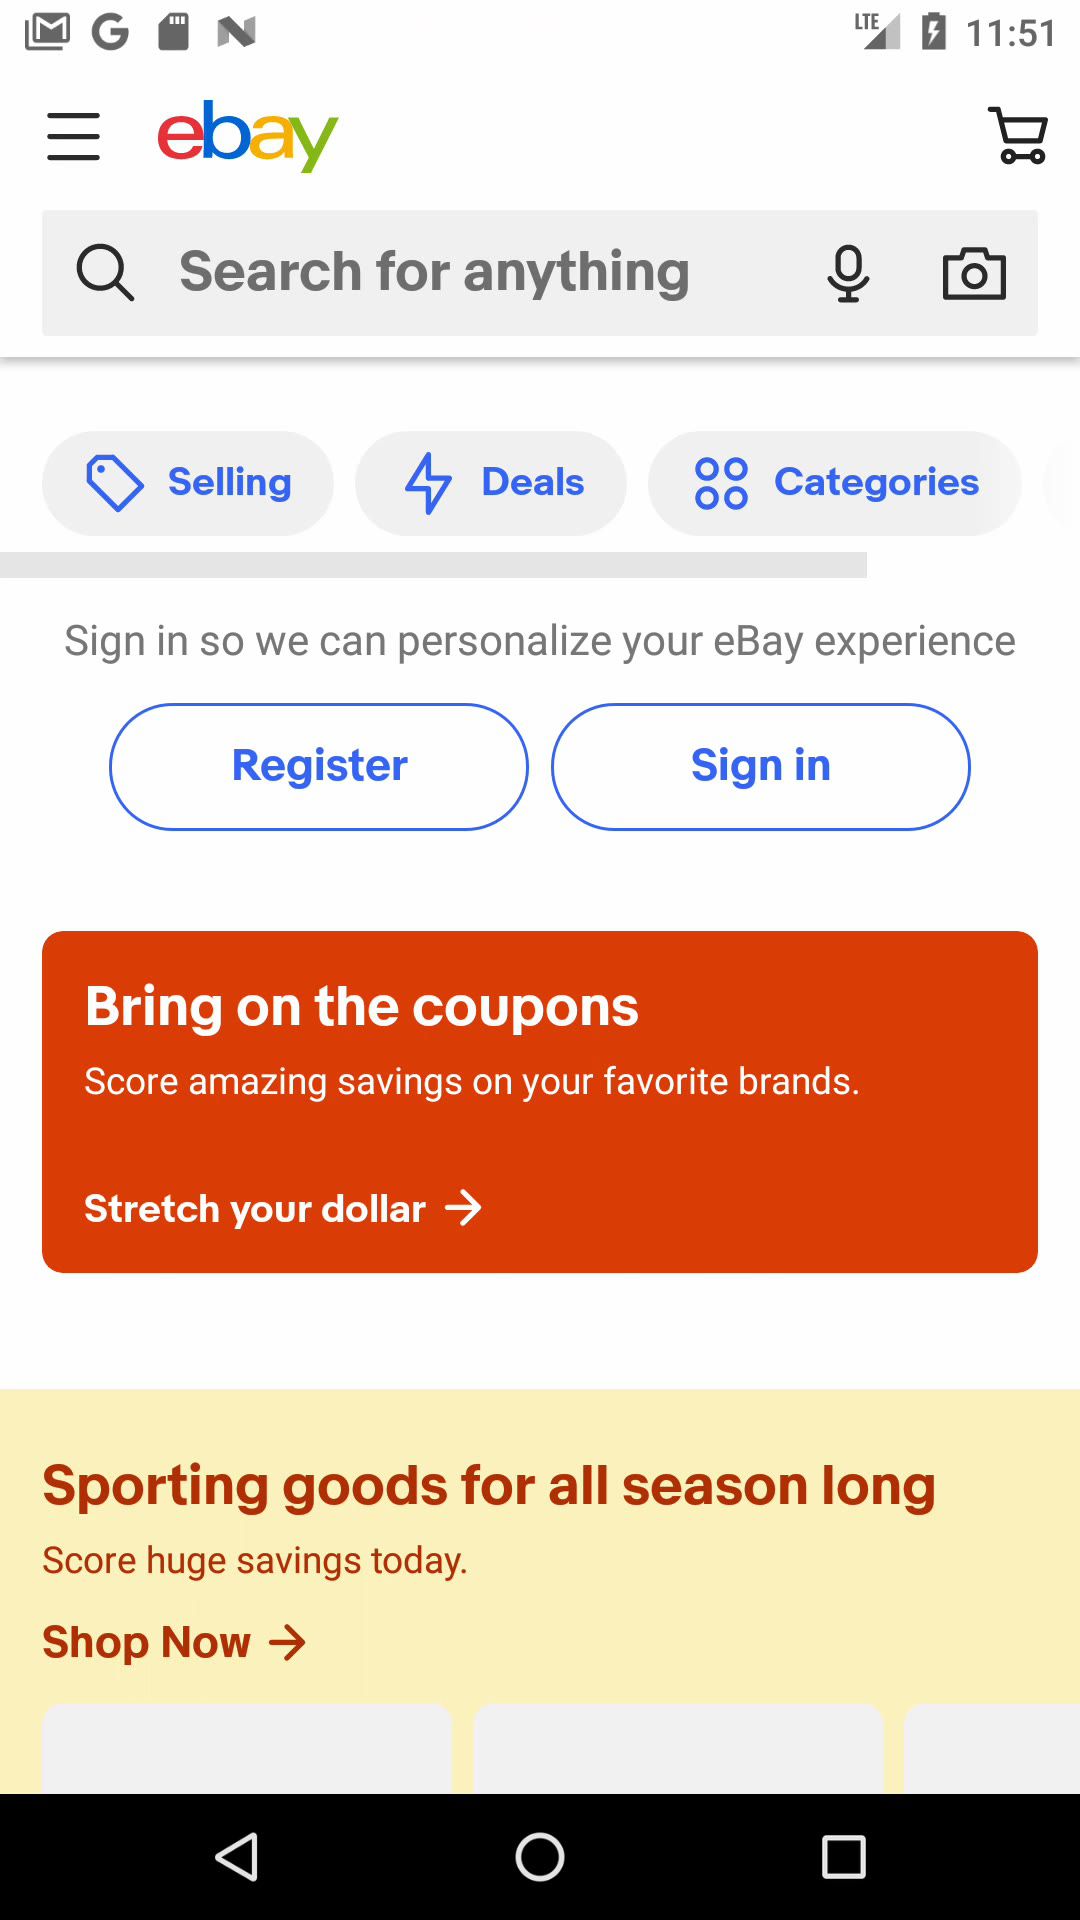 LTE 11:51
ebay
Search for anything
Selling Deals Categories
Sign in so we can personalize your eBay experience
Register Sign in
Bring on the coupons
Score amazing savings on your favorite brands.
Stretch your dollar
Sporting goods for all season long
Score huge savings today.
Shop Now